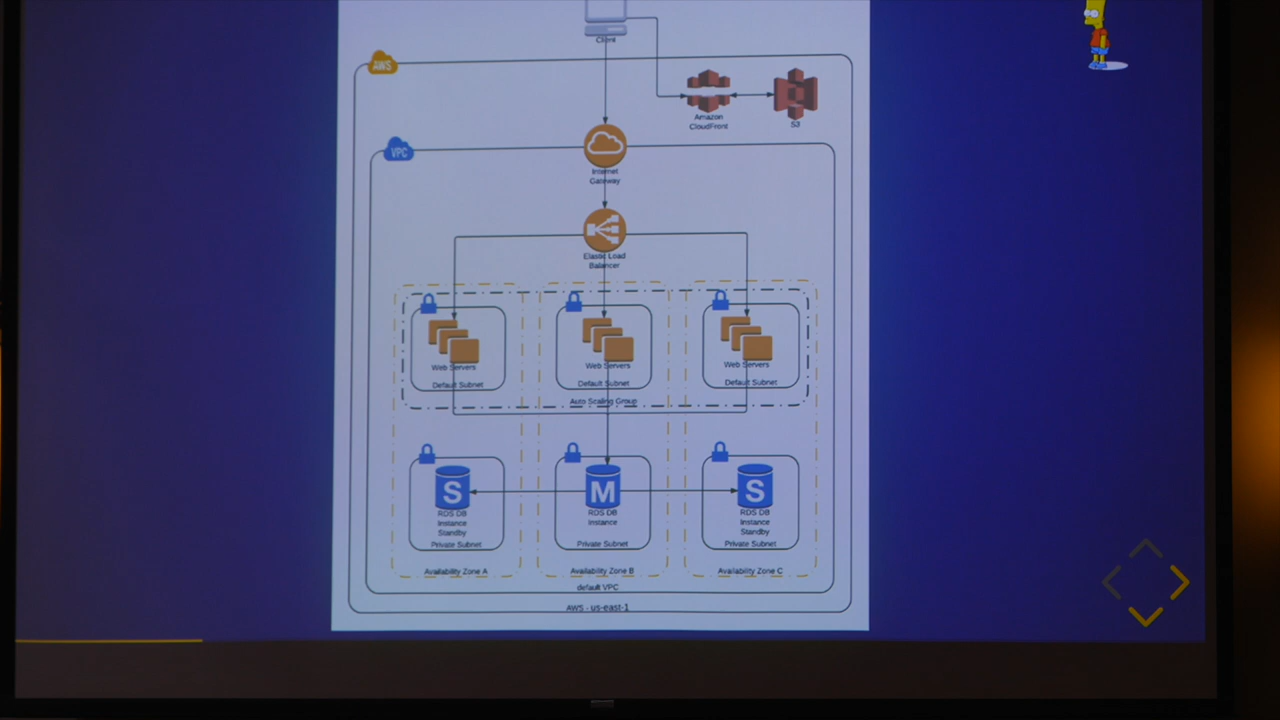 Client
AWS
Amazon
CloudFront
S3
VPC
Internet
Gateway
Elastic Load
Balancer
Web Servers
Default Subnet
Web Servers
Default Subnet
Web Servers
Default Subnet
Auto Scaling Group
S
RDS DB
Instance
Standby
Private Subnet
M
RDS DB
Instance
Private Subnet
S
RDS DB
Instance
Standby
Private Subnet
Availability Zone A
Availability Zone B
Availability Zone C
default VPC
AWS - us-east-1